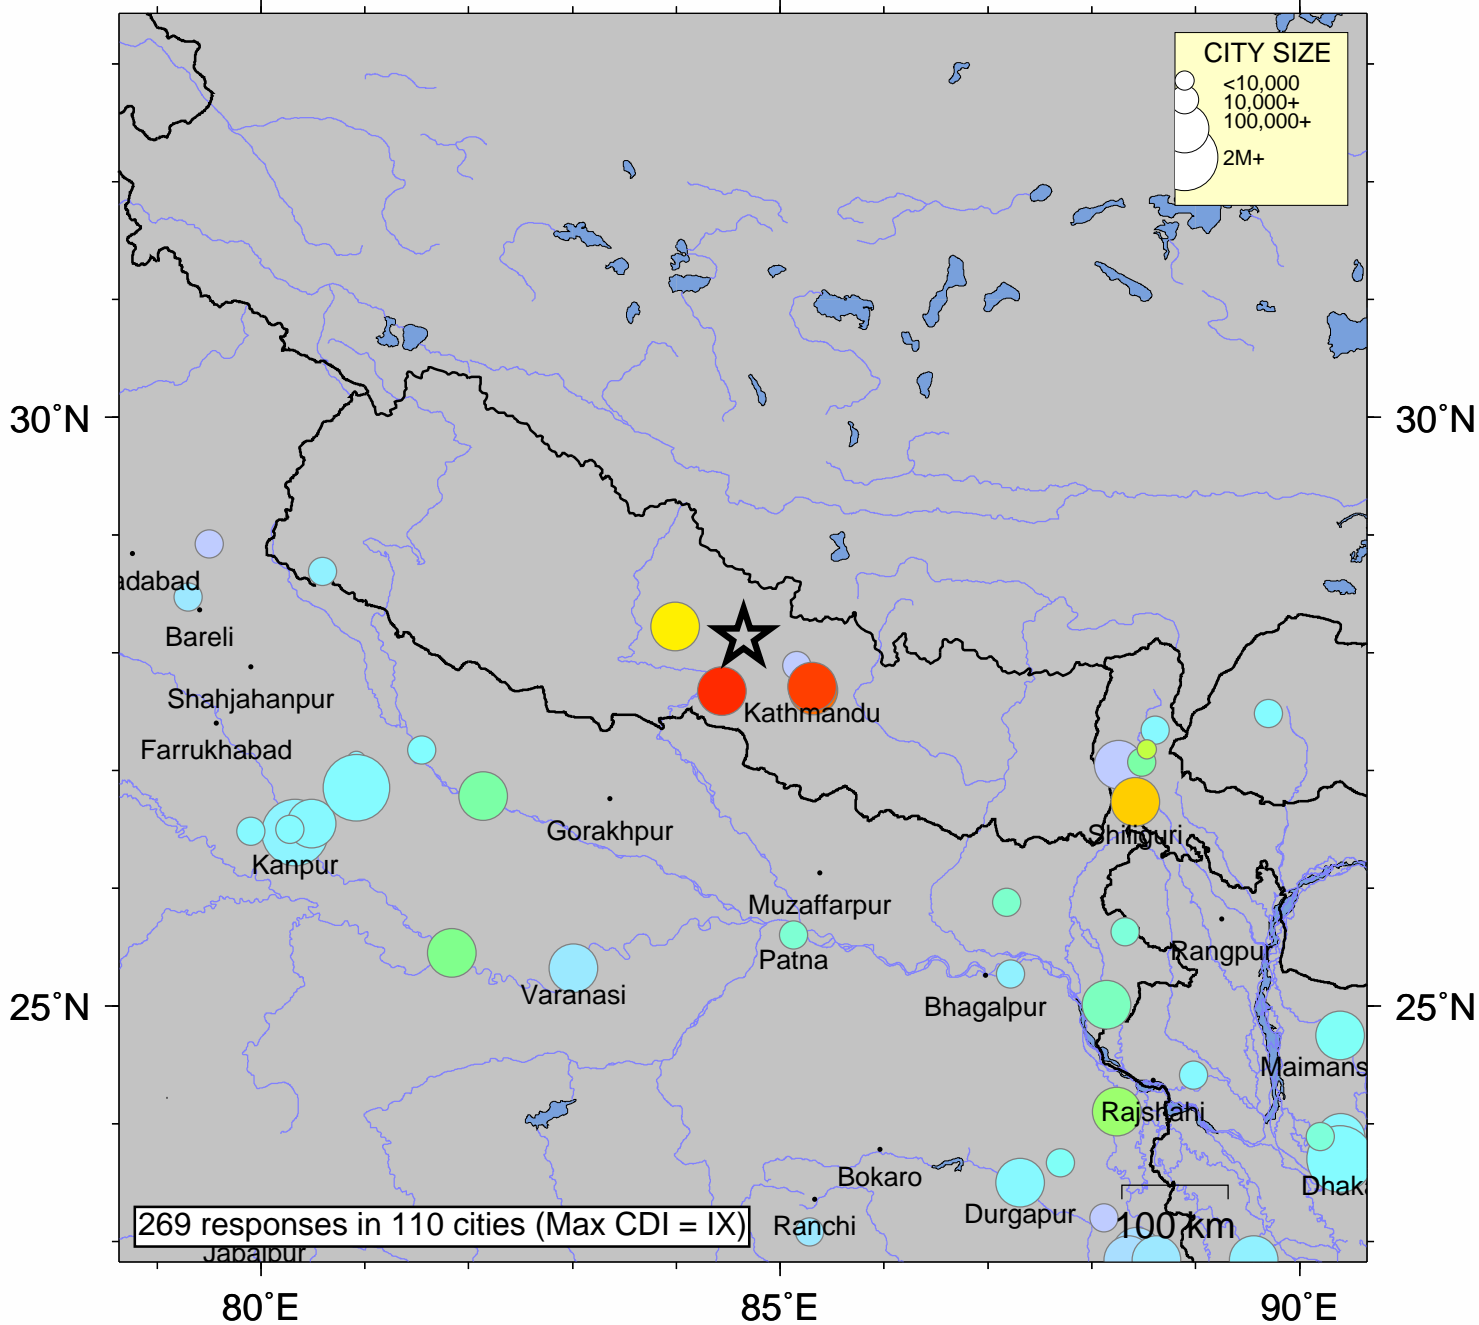 CITY SIZE
<10,000
10,000+
100,000+
2M+
30˚N
30˚N
adabad
Bareli
Shahjahanpur
Kathmandu
Farrukhabad
Gorakhpur
Shiliguri
Kanpur
Muzaffarpur
Rangpur
Patna
Varanasi
Bhagalpur
25˚N
25˚N
Maimans
Rajshahi
Bokaro
Dhaka
Durgapur
Ranchi
100 km
269 responses in 110 cities (Max CDI = IX)
Jabalpur
80˚E
85˚E
90˚E